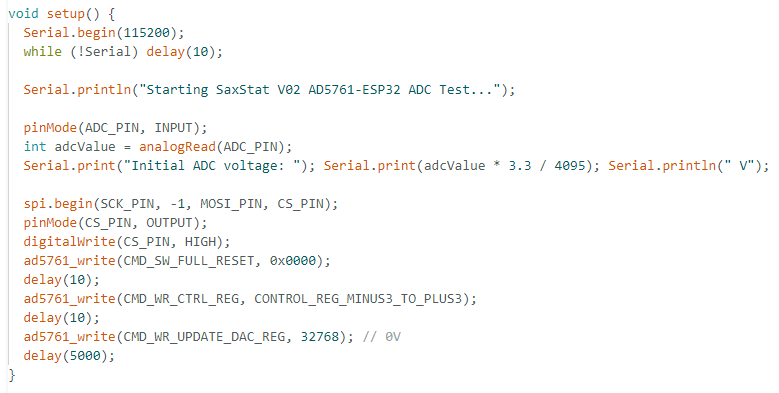 void setup() {
Serial.begin(115200);
while (!Serial) delay(10);
Serial.println("Starting SaxStat V02 AD5761-ESP32 ADC Test...");
pinMode(ADC_PIN, INPUT);
int adcValue = analogRead(ADC_PIN);
Serial.print("Initial ADC voltage: "); Serial.print(adcValue * 3.3 / 4095); Serial.println(" V");
spi.begin(SCK_PIN, -1, MOSI_PIN, CS_PIN);
pinMode(CS_PIN, OUTPUT);
digitalWrite(CS_PIN, HIGH);
ad5761_write(CMD_SW_FULL_RESET, 0x0000);
delay(10);
ad5761_write(CMD_WR_CTRL_REG, CONTROL_REG_MINUS3_TO_PLUS3);
delay(10);
ad5761_write(CMD_WR_UPDATE_DAC_REG, 32768); // 0V
delay(5000);
}